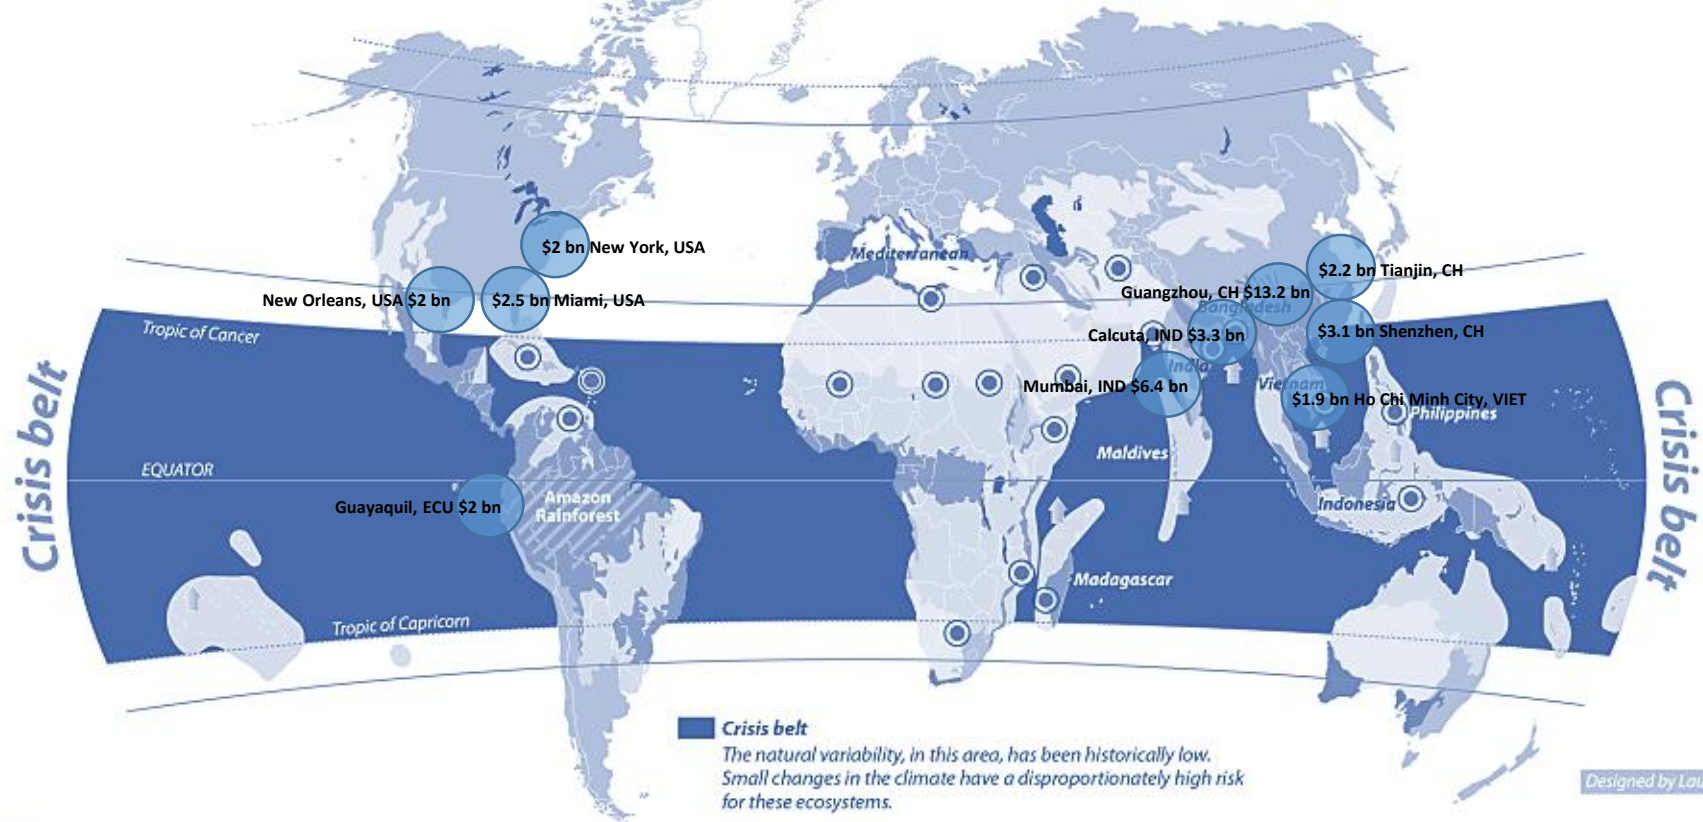 $2 bn New York, USA
Mediterranean
$2.2 bn Tianjin, CH
New Orleans, USA $2 bn
$2.5 bn Miami, USA
Guangzhou, CH $13.2 bn
Bangladesh
Tropic of Cancer
Calcuta, IND $3.3 bn
$3.1 bn Shenzhen, CH
India
Mumbai, IND $6.4 bn
Vietnam
$1.9 bn Ho Chi Minh City, VIET
Philippines
Crisis belt
Crisis belt
Maldives
EQUATOR
Amazon
Rainforest
Guayaquil, ECU $2 bn
Indonesia
Madagascar
Tropic of Capricorn
Crisis belt
The natural variability, in this area, has been historically low.
Small changes in the climate have a disproportionately high risk
for these ecosystems.
Designed by